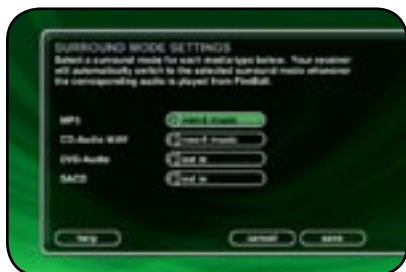 SURROUND MODE SETTINGS
Select a surround mode for each media type below. Your receiver
will automatically switch to the selected surround mode whenever
the corresponding audio is played from FireBall.
MP3
CD-Audio WAV
DVD-Audio
SACD
help
cancel
save